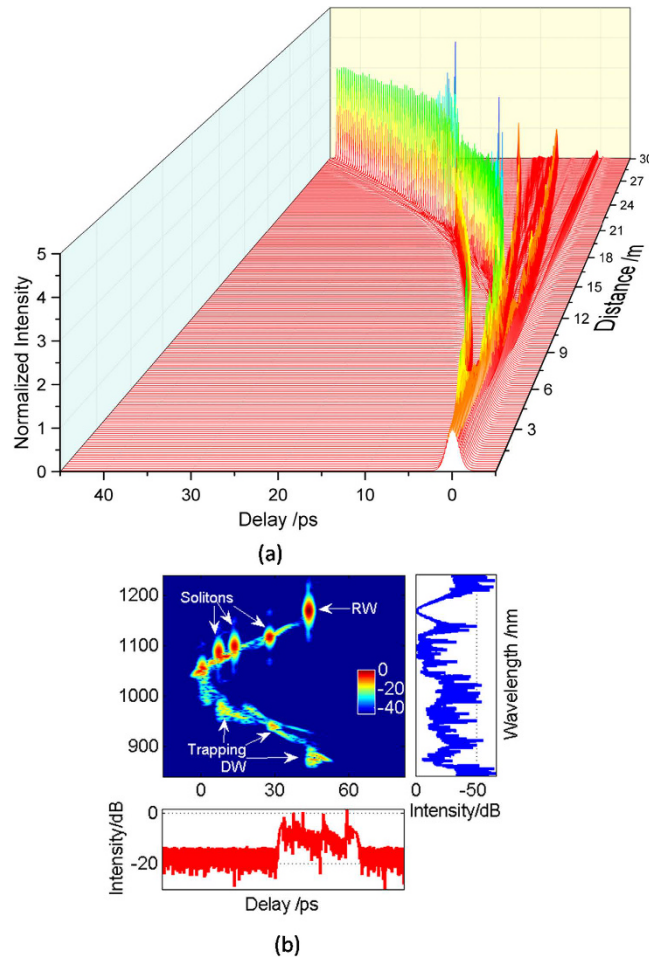 5
4
3
2
1
0
Normalized Intensity
40 30 20 10 0
Delay /ps
30
27
24
21
18
15
12
9
6
3
Distance /m
(a)
1200
1100
1000
900
Solitons
RW
0
-20
-40
Trapping
DW
0 30 60
Wavelength /nm
0 -50
Intensity/dB
0
-20
Intensity/dB
Delay /ps
(b)